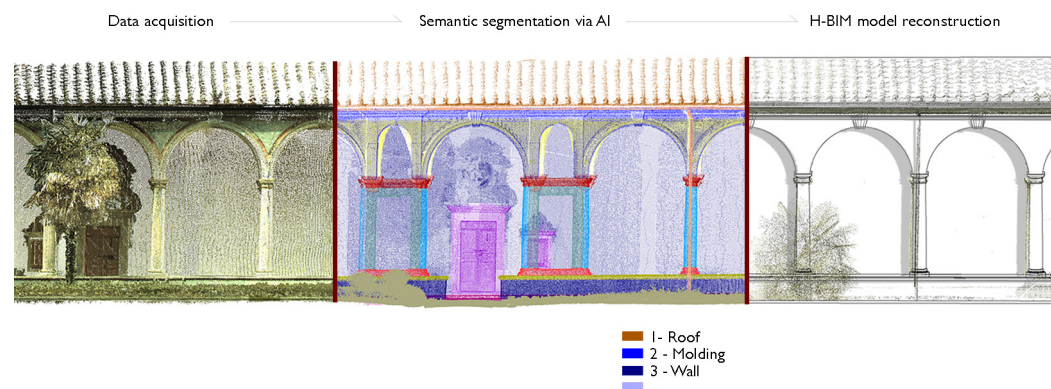 Data acquisition
Semantic segmentation via AI
H-BIM model reconstruction
1- Roof
2 - Molding
3 - Wall